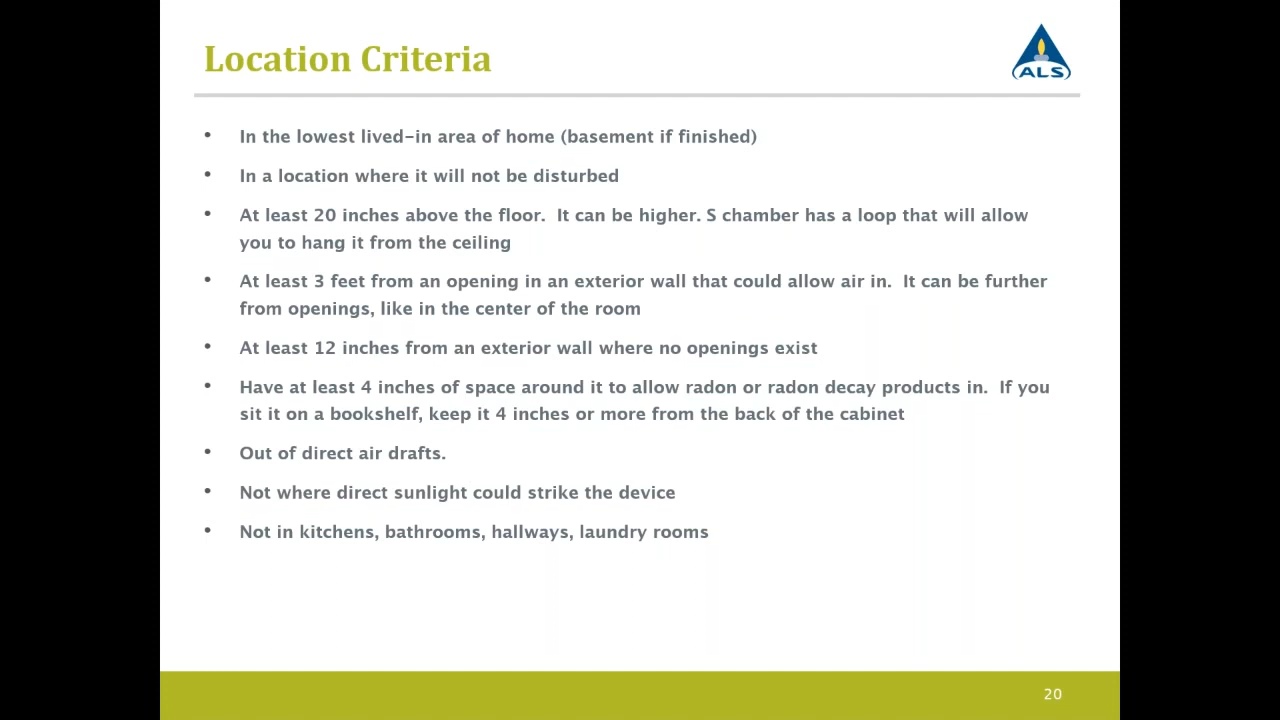 Location Criteria
ALS
• In the lowest lived-in area of home (basement if finished)
• In a location where it will not be disturbed
• At least 20 inches above the floor.  It can be higher. S chamber has a loop that will allow
you to hang it from the ceiling
• At least 3 feet from an opening in an exterior wall that could allow air in.  It can be further
from openings, like in the center of the room
• At least 12 inches from an exterior wall where no openings exist
• Have at least 4 inches of space around it to allow radon or radon decay products in.  If you
sit it on a bookshelf, keep it 4 inches or more from the back of the cabinet
• Out of direct air drafts.
• Not where direct sunlight could strike the device
• Not in kitchens, bathrooms, hallways, laundry rooms
20